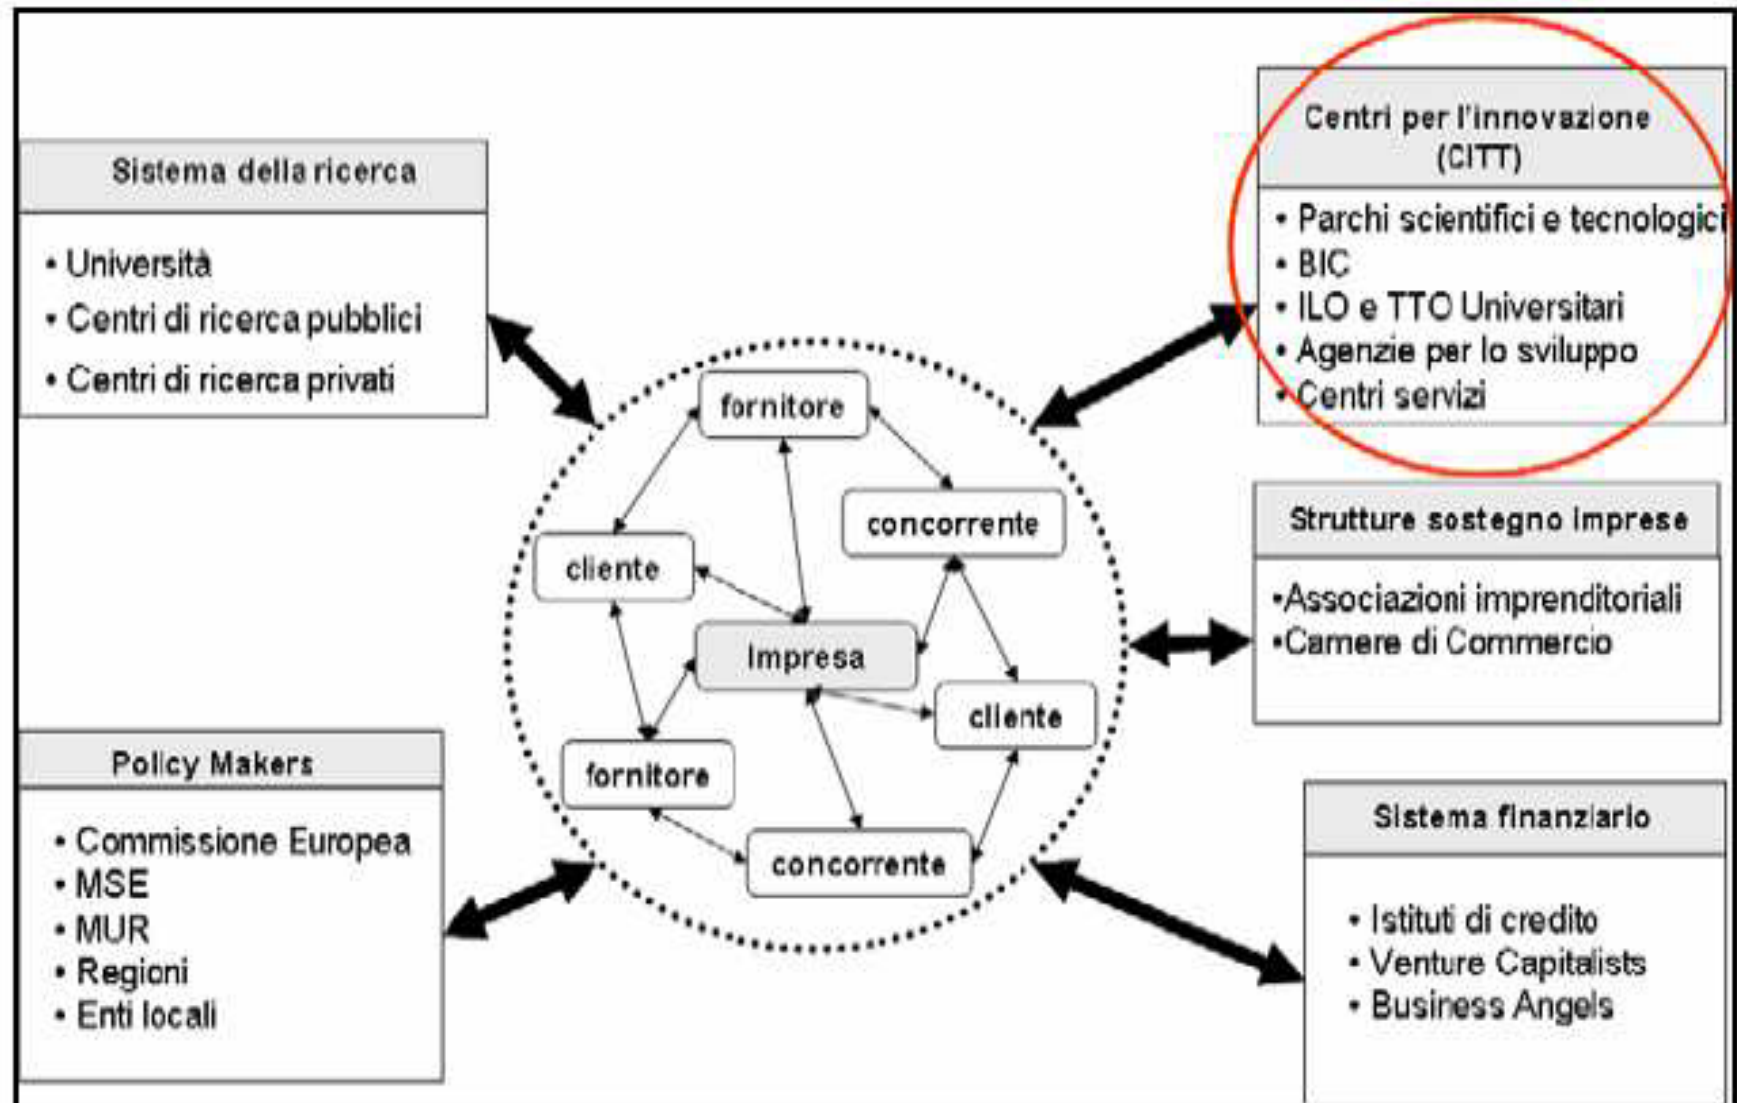 Sistema della ricerca
• Università
• Centri di ricerca pubblici
• Centri di ricerca privati
Centri per l'innovazione
(CITT)
• Parchi scientifici e tecnologici
• BIC
• ILO e TTO Universitari
• Agenzie per lo sviluppo
• Centri servizi
fornitore
concorrente
cliente
Impresa
cliente
fornitore
concorrente
Strutture sostegno Imprese
•Associazioni imprenditoriali
•Camere di Commercio
Policy Makers
• Commissione Europea
• MSE
• MUR
• Regioni
• Enti locali
Sistema finanziario
• Istituti di credito
• Venture Capitalists
• Business Angels